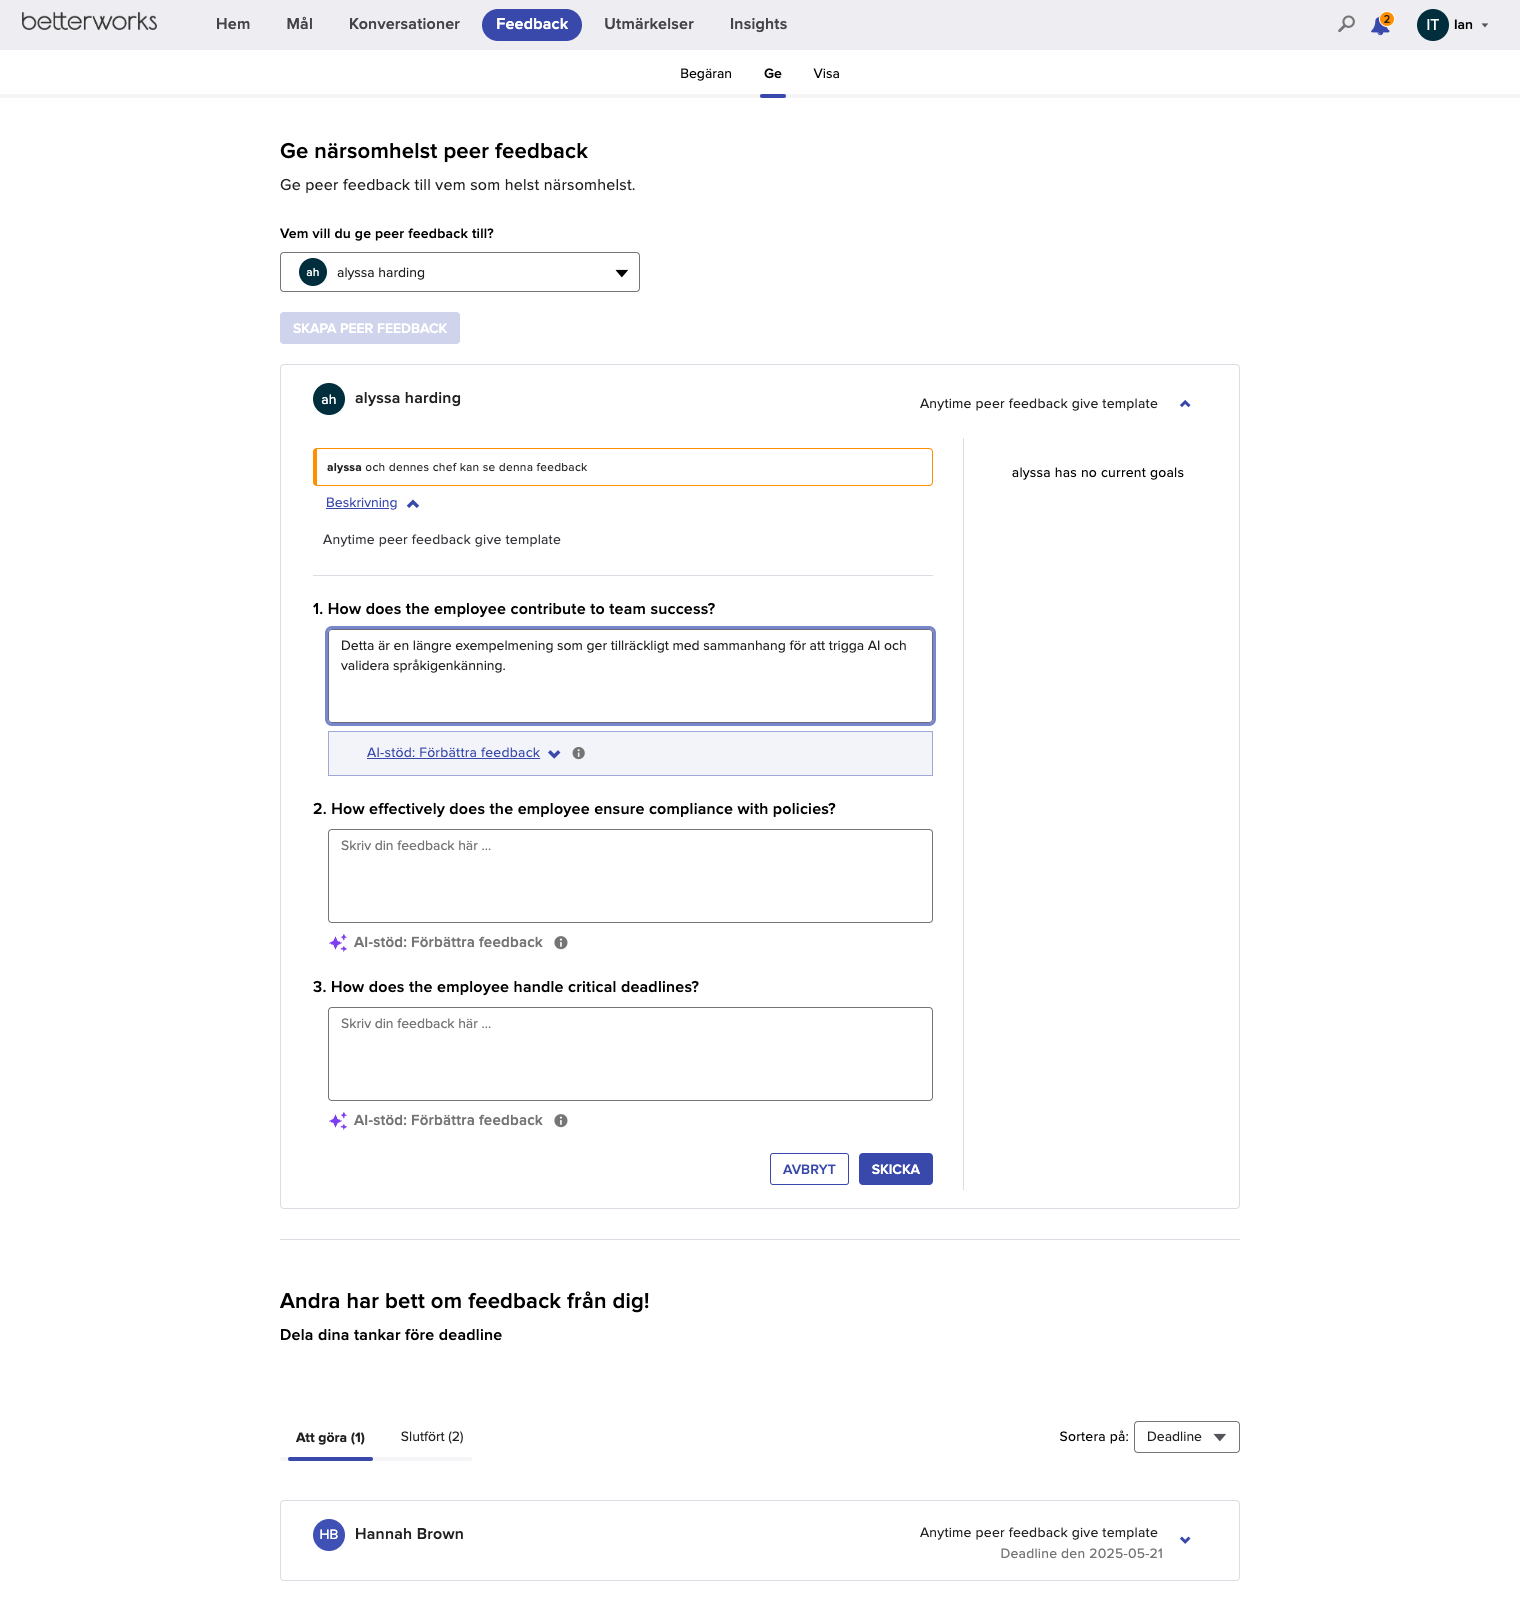 betterworks
Hem
Mål
Konversationer
Feedback
Utmärkelser
Insights
2
IT
Ian
Begäran
Ge
Visa
Ge närsomhelst peer feedback
Ge peer feedback till vem som helst närsomhelst.
Vem vill du ge peer feedback till?
ah
alyssa harding
SKAPA PEER FEEDBACK
ah
alyssa harding
Anytime peer feedback give template
alyssa och dennes chef kan se denna feedback
alyssa has no current goals
Beskrivning
Anytime peer feedback give template
1. How does the employee contribute to team success?
Detta är en längre exempelmening som ger tillräckligt med sammanhang för att trigga AI och
validera språkigenkänning.
AI-stöd: Förbättra feedback
2. How effectively does the employee ensure compliance with policies?
Skriv din feedback här ...
AI-stöd: Förbättra feedback
3. How does the employee handle critical deadlines?
Skriv din feedback här ...
AI-stöd: Förbättra feedback
AVBRYT
SKICKA
Andra har bett om feedback från dig!
Dela dina tankar före deadline
Att göra (1)
Slutfört (2)
Sortera på:
Deadline
HB
Hannah Brown
Anytime peer feedback give template
Deadline den 2025-05-21